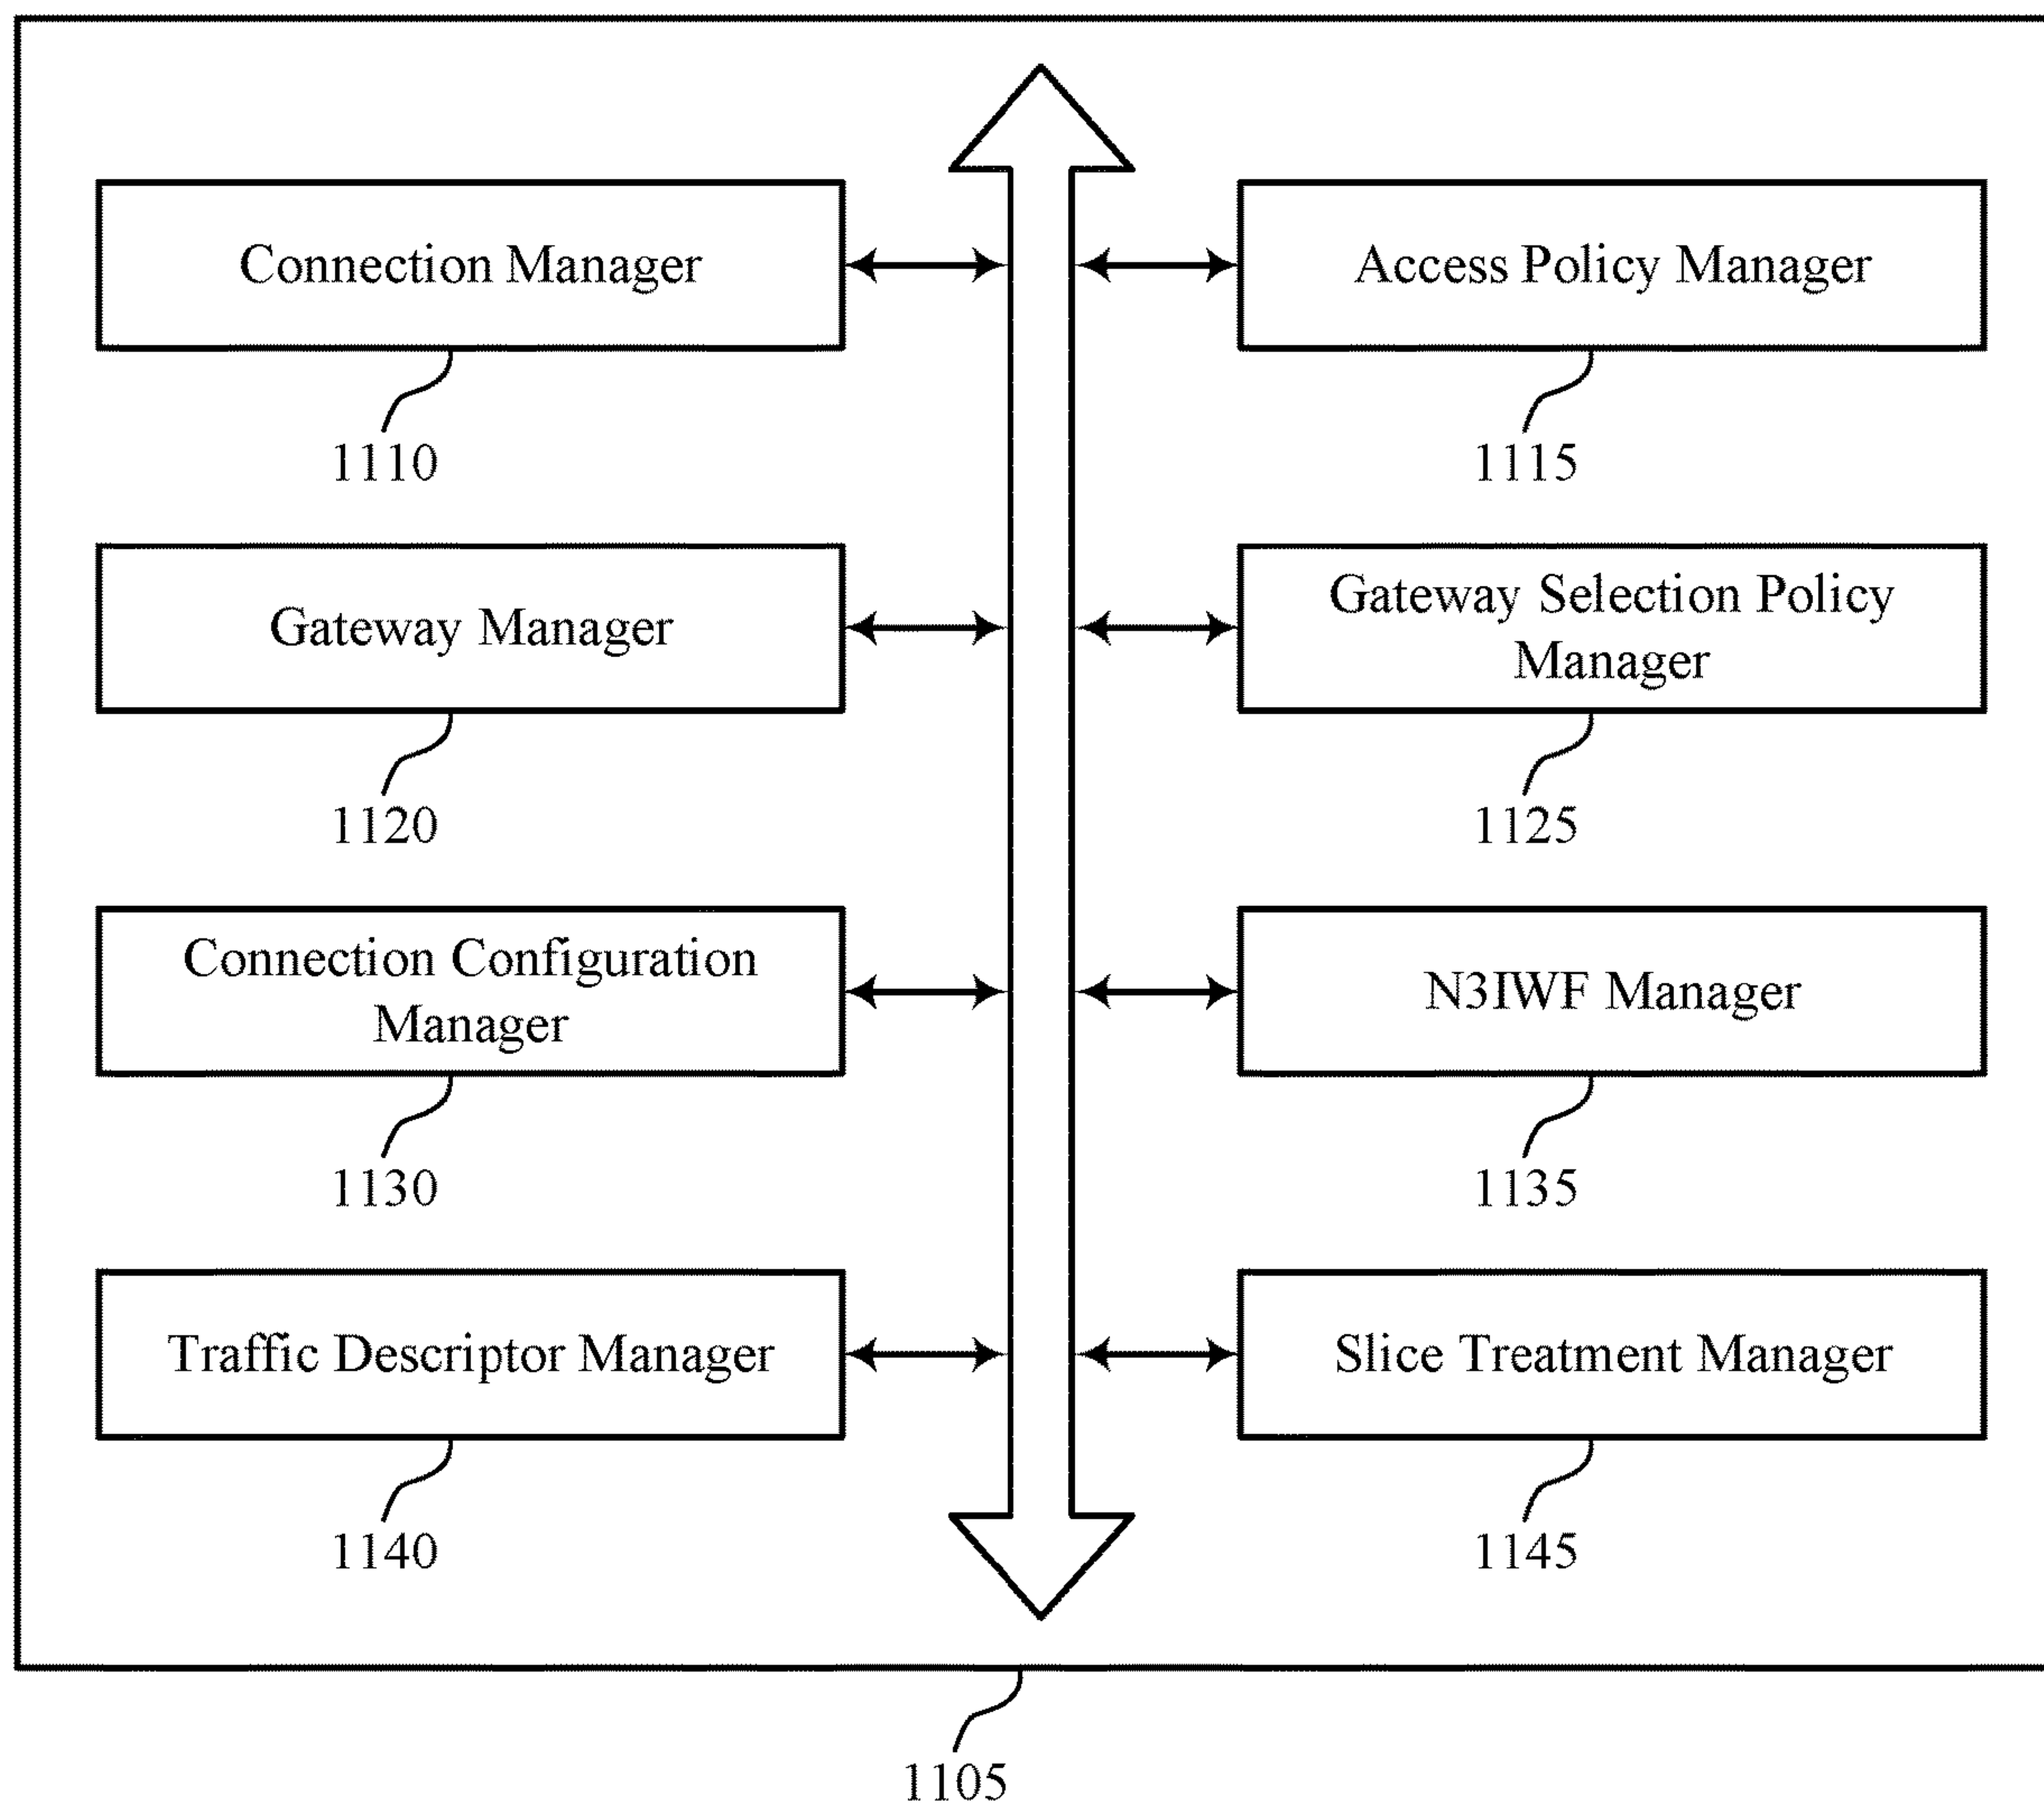 Connection Manager
Access Policy Manager
1110
1115
Gateway Manager
Gateway Selection Policy
Manager
1120
1125
Connection Configuration
Manager
N3IWF Manager
1130
1135
Traffic Descriptor Manager
Slice Treatment Manager
1140
1145
1105